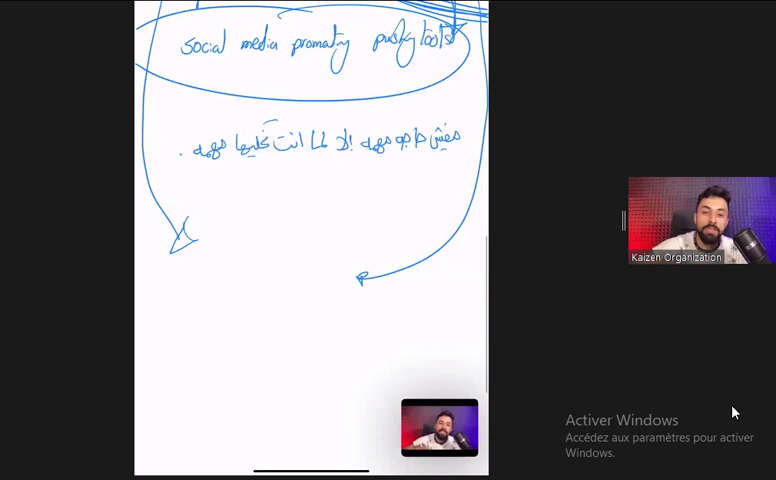 social media promoting pushing tools
مفيش حاجه مهمه إلا لما انت تخليها مهمه .
Kaizen Organization
Activer Windows
Accédez aux paramètres pour activer
Windows.